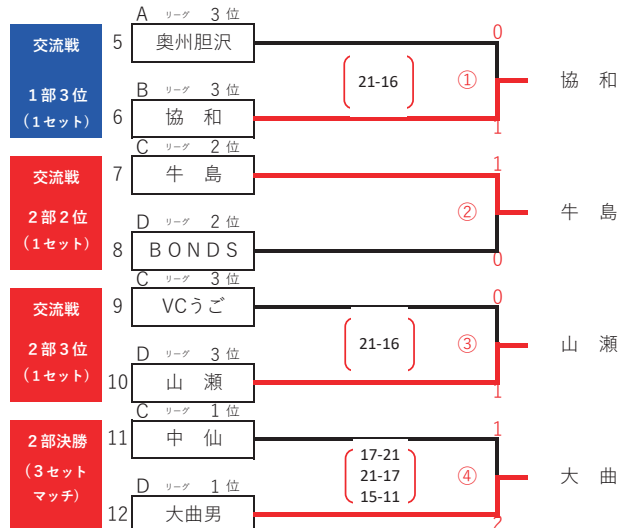 A リーグ 3 位
交流戦
1部3位
(1セット)
5 奥州胆沢
0
21-16
①
協 和
B リーグ 3 位
6 協 和
1
C リーグ 2 位
交流戦
2部2位
(1セット)
7 牛 島
1
②
牛 島
D リーグ 2 位
8 BONDS
0
C リーグ 3 位
交流戦
2部3位
(1セット)
9 VCうご
0
21-16
③
山 瀬
D リーグ 3 位
10 山 瀬
1
C リーグ 1 位
2部決勝
(3セット
マッチ)
11 中 仙
1
17-21
21-17
15-11
④
大 曲
D リーグ 1 位
12 大曲男
2